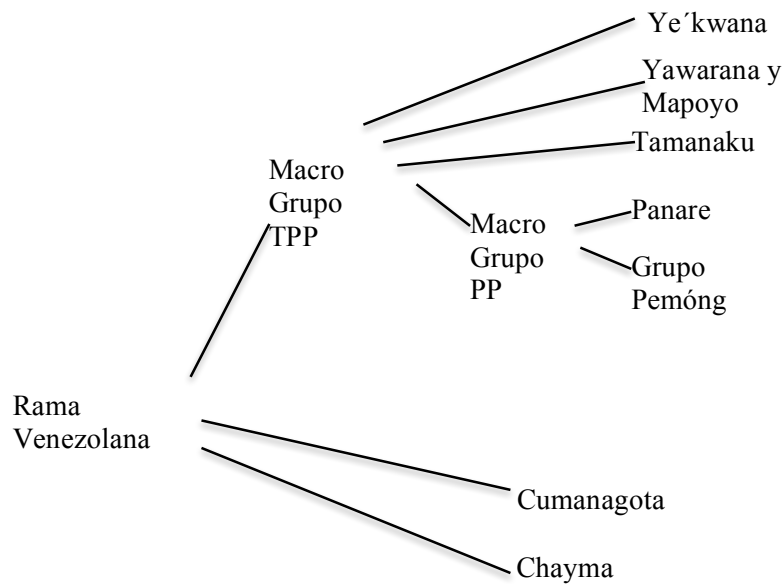 Ye´kwana
Yawarana y
Mapoyo
Tamanaku
Macro
Grupo
TPP
Macro
Grupo
PP
Panare
Grupo
Pemóng
Rama
Venezolana
Cumanagota
Chayma